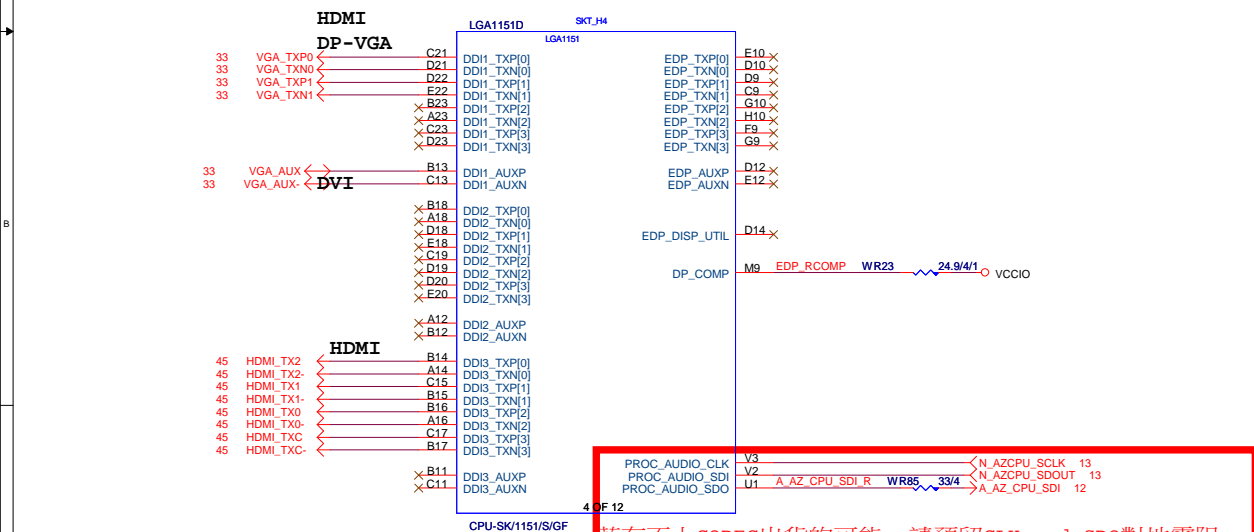 HDMI
DP-VGA
LGA1151D
SKT_H4
LGA1151
33 VGA_TXP0 C21 DDI1_TXP[0] EDP_TXP[0] E10
33 VGA_TXN0 D21 DDI1_TXN[0] EDP_TXN[0] D10
33 VGA_TXP1 D22 DDI1_TXP[1] EDP_TXP[1] D9
33 VGA_TXN1 E22 DDI1_TXN[1] EDP_TXN[1] C9
B23 DDI1_TXP[2] EDP_TXP[2] G10
A23 DDI1_TXN[2] EDP_TXN[2] H10
C23 DDI1_TXP[3] EDP_TXP[3] F9
D23 DDI1_TXN[3] EDP_TXN[3] G9
33 VGA_AUX B13 DDI1_AUXP EDP_AUXP D12
33 VGA_AUX- DVI C13 DDI1_AUXN EDP_AUXN E12
B18 DDI2_TXP[0]
A18 DDI2_TXN[0]
D18 DDI2_TXP[1] EDP_DISP_UTIL D14
E18 DDI2_TXN[1]
C19 DDI2_TXP[2]
D19 DDI2_TXN[2] DP_COMP M9 EDP_RCOMP WR23 24.9/4/1 VCCIO
D20 DDI2_TXP[3]
E20 DDI2_TXN[3]
A12 DDI2_AUXP
B12 DDI2_AUXN
HDMI
45 HDMI_TX2 B14 DDI3_TXP[0]
45 HDMI_TX2- A14 DDI3_TXN[0]
45 HDMI_TX1 C15 DDI3_TXP[1]
45 HDMI_TX1- B15 DDI3_TXN[1]
45 HDMI_TX0 B16 DDI3_TXP[2]
45 HDMI_TX0- A16 DDI3_TXN[2]
45 HDMI_TXC C17 DDI3_TXP[3]
45 HDMI_TXC- B17 DDI3_TXN[3]
PROC_AUDIO_CLK V3 N_AZCPU_SCLK 13
B11 DDI3_AUXP PROC_AUDIO_SDI V2 N_AZCPU_SDOUT 13
C11 DDI3_AUXN PROC_AUDIO_SDO U1 A_AZ_CPU_SDI_R WR85 33/4 A_AZ_CPU_SDI 12
4 OF 12
CPU-SK/1151/S/GF
B